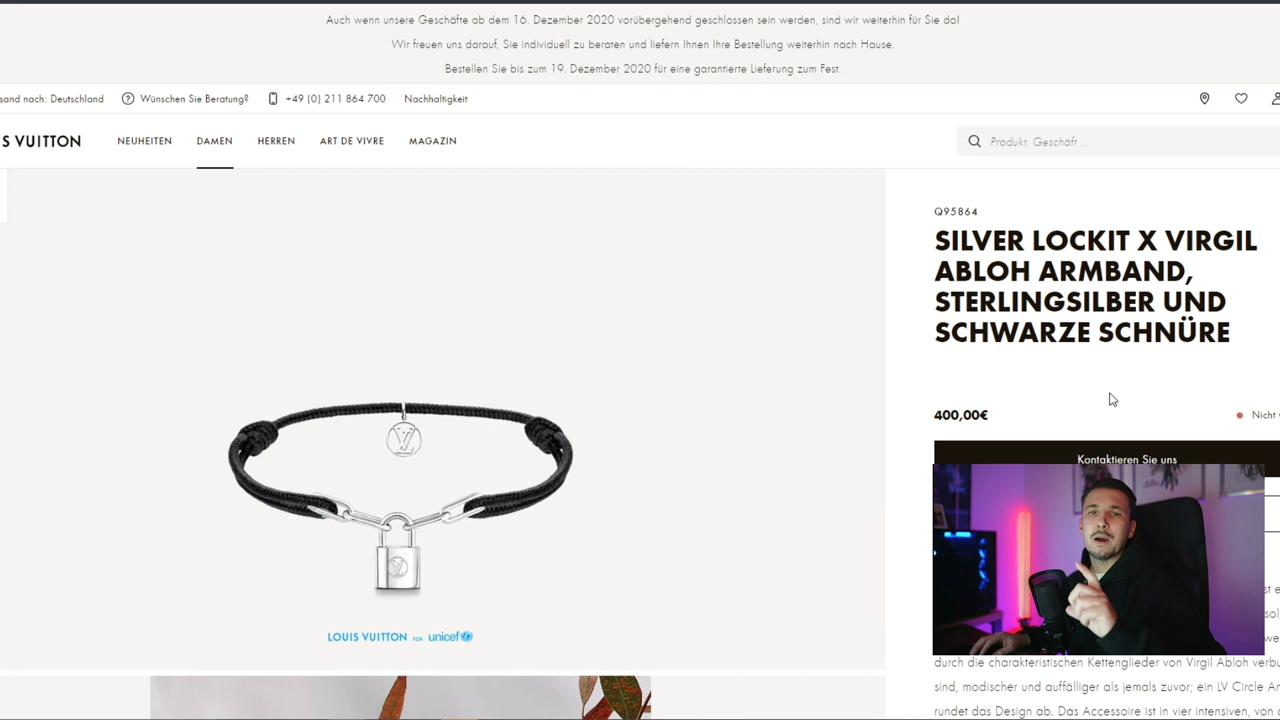 Auch wenn unsere Geschäfte ab dem 16. Dezember 2020 vorübergehend geschlossen sein werden, sind wir weiterhin für Sie da!
Wir freuen uns darauf, Sie individuell zu beraten und liefern Ihnen Ihre Bestellung weiterhin nach Hause.
Bestellen Sie bis zum 19. Dezember 2020 für eine garantierte Lieferung zum Fest.
sand nach: Deutschland Wünschen Sie Beratung? +49 (0) 211 864 700 Nachhaltigkeit
S VUITTON NEUHEITEN DAMEN HERREN ART DE VIVRE MAGAZIN Produkt, Geschäft ...
Q95864
SILVER LOCKIT X VIRGIL
ABLOH ARMBAND,
STERLINGSILBER UND
SCHWARZE SCHNÜRE
400,00€ Nicht
Kontaktieren Sie uns
LOUIS VUITTON FOR unicef
durch die charakteristischen Kettenglieder von Virgil Abloh verbu
sind, modischer und auffälliger als jemals zuvor; ein LV Circle An
rundet das Design ab. Das Accessoire ist in vier intensiven, von